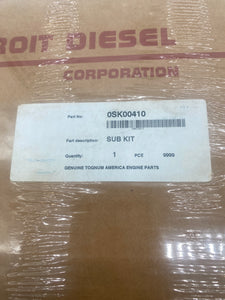 ROIT DIESEL
CORPORATION
Part No: 0SK00410
Part description: SUB KIT
Quantity: 1 PCE 9999
GENUINE TOGNUM AMERICA ENGINE PARTS